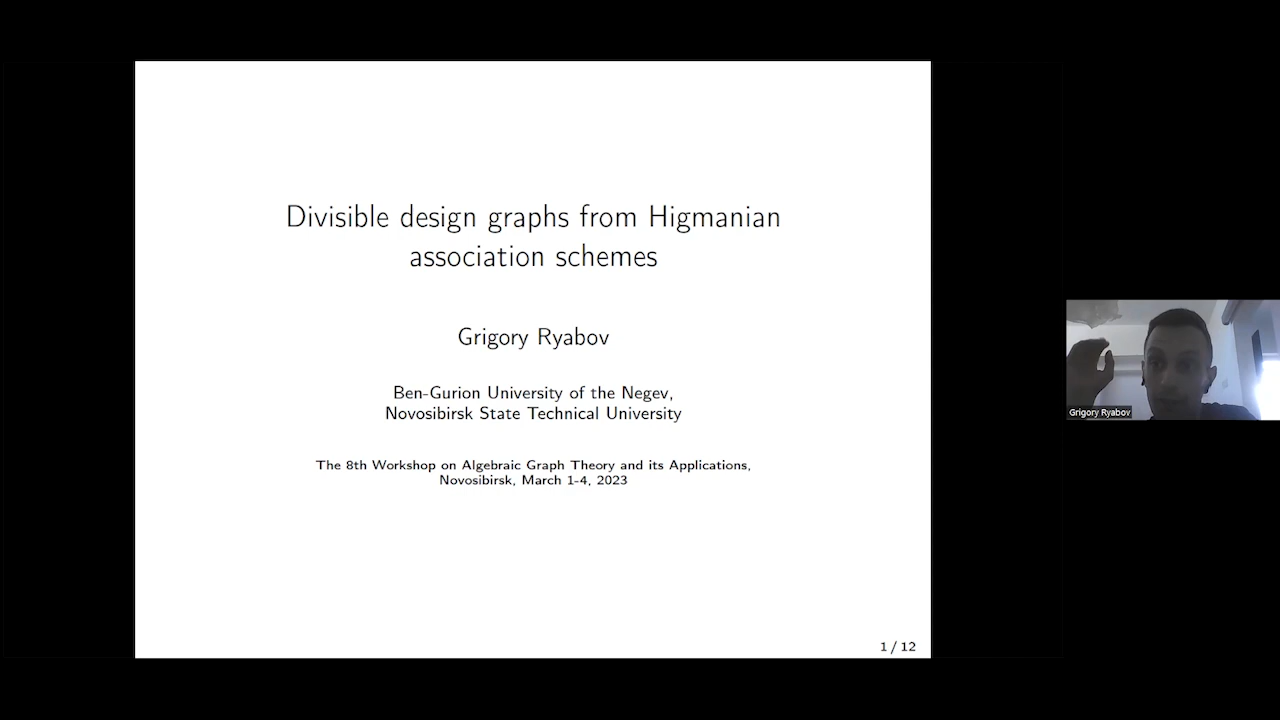 Divisible design graphs from Higmanian
association schemes
Grigory Ryabov
Ben-Gurion University of the Negev,
Novosibirsk State Technical University
The 8th Workshop on Algebraic Graph Theory and its Applications,
Novosibirsk, March 1-4, 2023
1 / 12
Grigory Ryabov